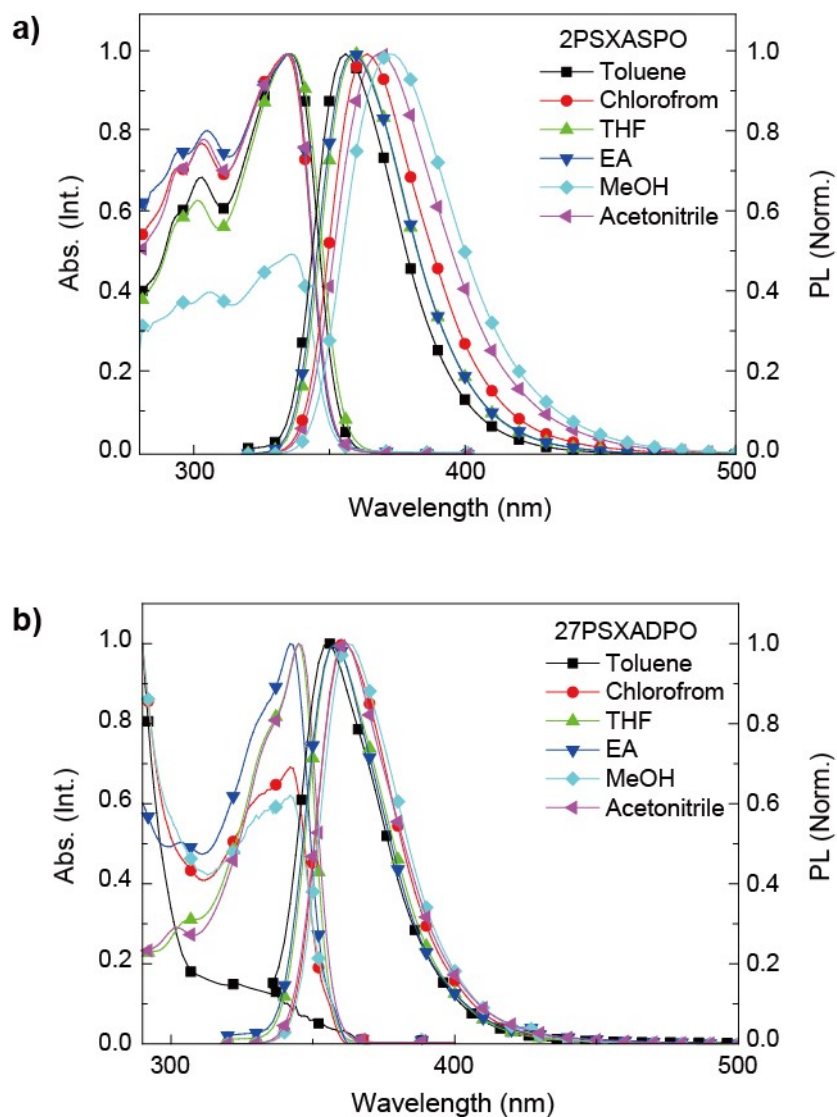 a)
2PSXASPO
Toluene
Chlorofrom
THF
EA
MeOH
Acetonitrile
1.0
0.8
0.6
0.4
0.2
0.0
Abs. (Int.)
1.0
0.8
0.6
0.4
0.2
0.0
PL (Norm.)
300
400
500
Wavelength (nm)
b)
27PSXADPO
Toluene
Chlorofrom
THF
EA
MeOH
Acetonitrile
1.0
0.8
0.6
0.4
0.2
0.0
Abs. (Int.)
1.0
0.8
0.6
0.4
0.2
0.0
PL (Norm.)
300
400
500
Wavelength (nm)